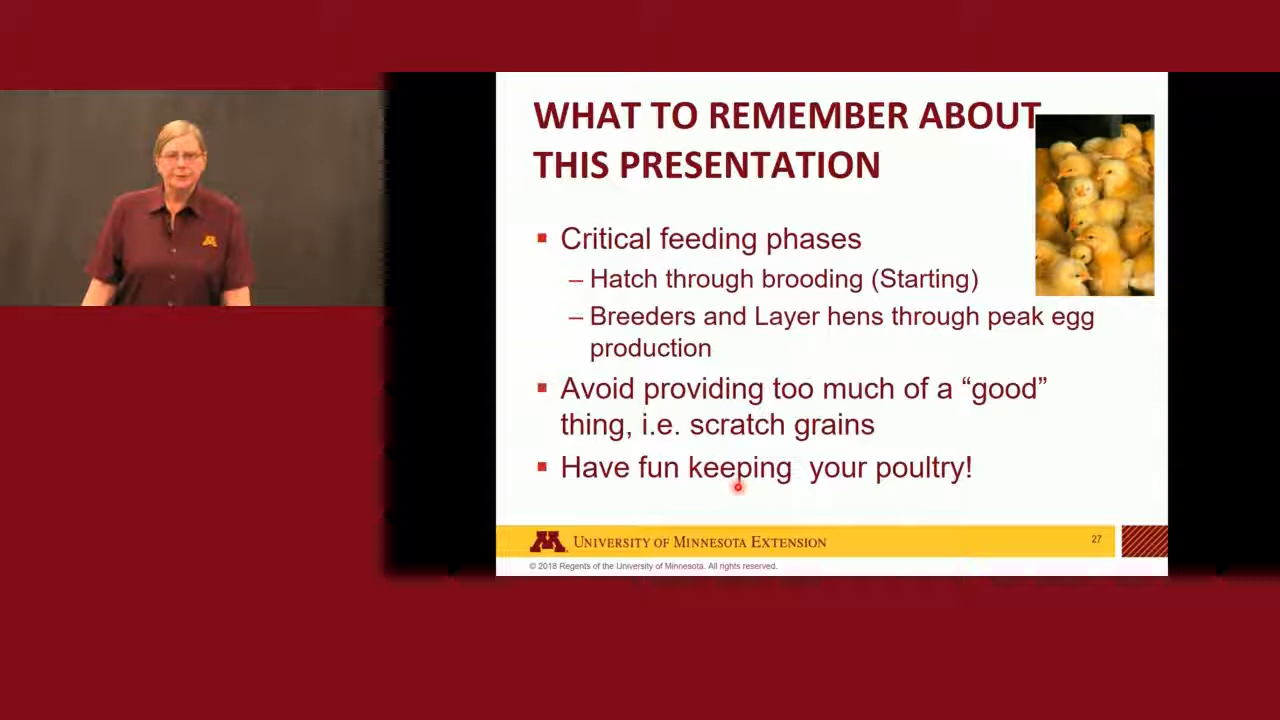 WHAT TO REMEMBER ABOUT
THIS PRESENTATION
▪ Critical feeding phases
– Hatch through brooding (Starting)
– Breeders and Layer hens through peak egg
production
▪ Avoid providing too much of a “good”
thing, i.e. scratch grains
▪ Have fun keeping  your poultry!
M UNIVERSITY OF MINNESOTA EXTENSION
27
© 2018 Regents of the University of Minnesota. All rights reserved.
M